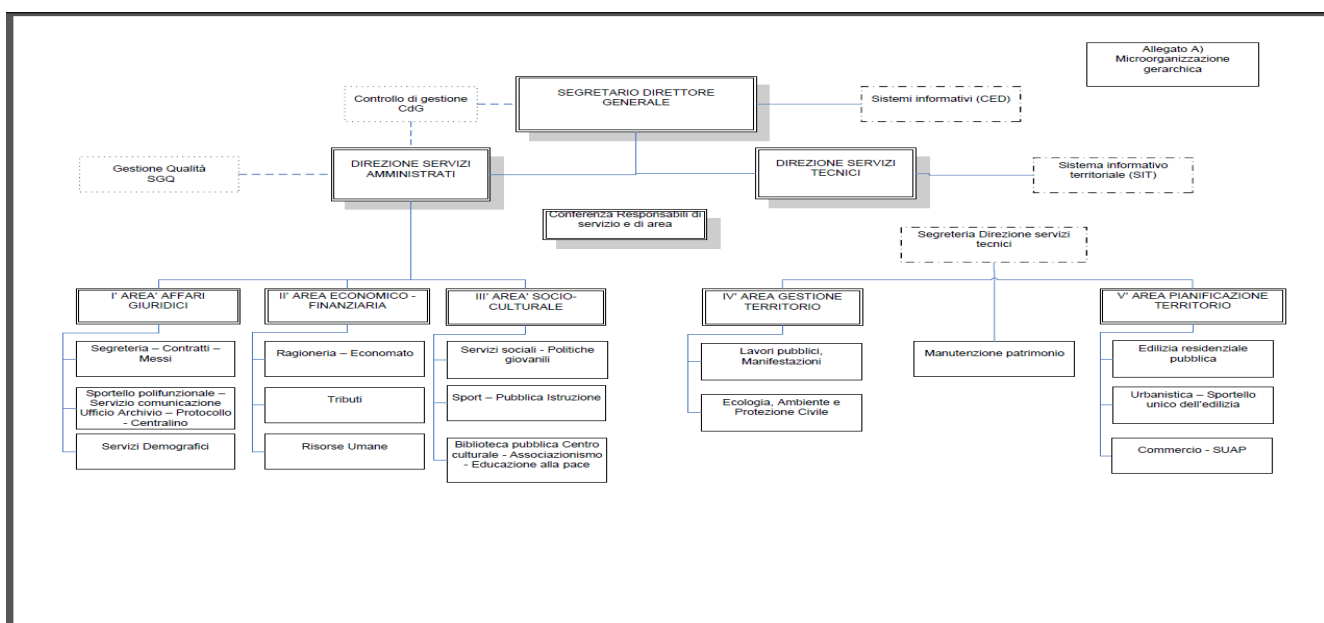 Allegato A)
Microorganizzazione
gerarchica
SEGRETARIO DIRETTORE
GENERALE
Controllo di gestione
CdG
Sistemi informativi (CED)
Gestione Qualità
SGQ
DIREZIONE SERVIZI
AMMINISTRATI
DIREZIONE SERVIZI
TECNICI
Sistema informativo
territoriale (SIT)
Conferenza Responsabili di
servizio e di area
Segreteria Direzione servizi
tecnici
I' AREA' AFFARI
GIURIDICI
II' AREA ECONOMICO -
FINANZIARIA
III' AREA' SOCIO-
CULTURALE
IV' AREA GESTIONE
TERRITORIO
V' AREA PIANIFICAZIONE
TERRITORIO
Segreteria – Contratti –
Messi
Ragioneria – Economato
Servizi sociali - Politiche
giovanili
Lavori pubblici,
Manifestazioni
Manutenzione patrimonio
Edilizia residenziale
pubblica
Sportello polifunzionale –
Servizio comunicazione
Ufficio Archivio – Protocollo
- Centralino
Tributi
Sport – Pubblica Istruzione
Ecologia, Ambiente e
Protezione Civile
Urbanistica – Sportello
unico dell'edilizia
Servizi Demografici
Risorse Umane
Biblioteca pubblica Centro
culturale - Associazionismo
- Educazione alla pace
Commercio - SUAP